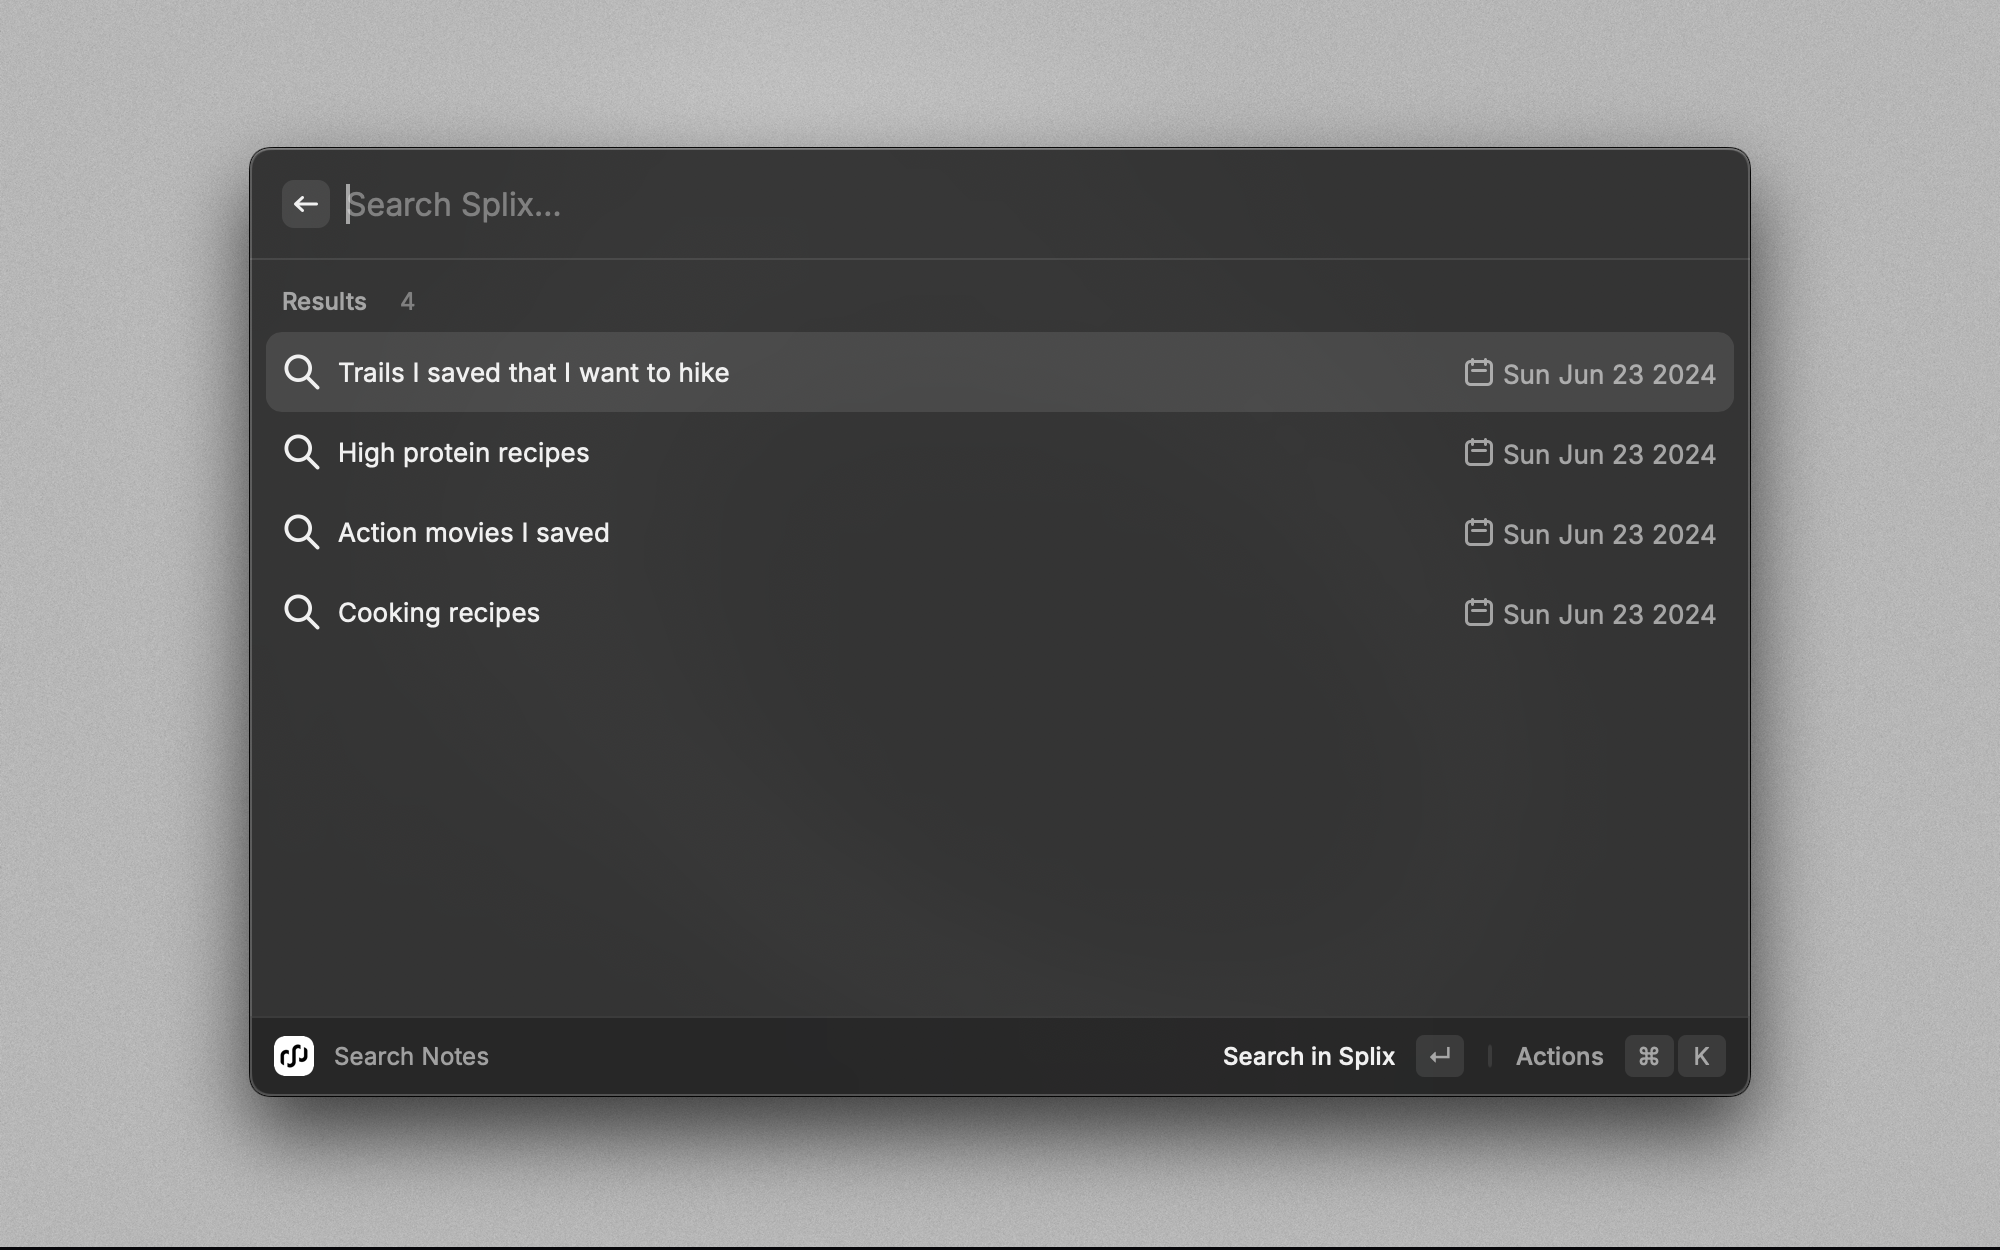 Search Splix...
Results 4
Trails I saved that I want to hike Sun Jun 23 2024
High protein recipes Sun Jun 23 2024
Action movies I saved Sun Jun 23 2024
Cooking recipes Sun Jun 23 2024
Search Notes Search in Splix ↵ Actions ⌘ K